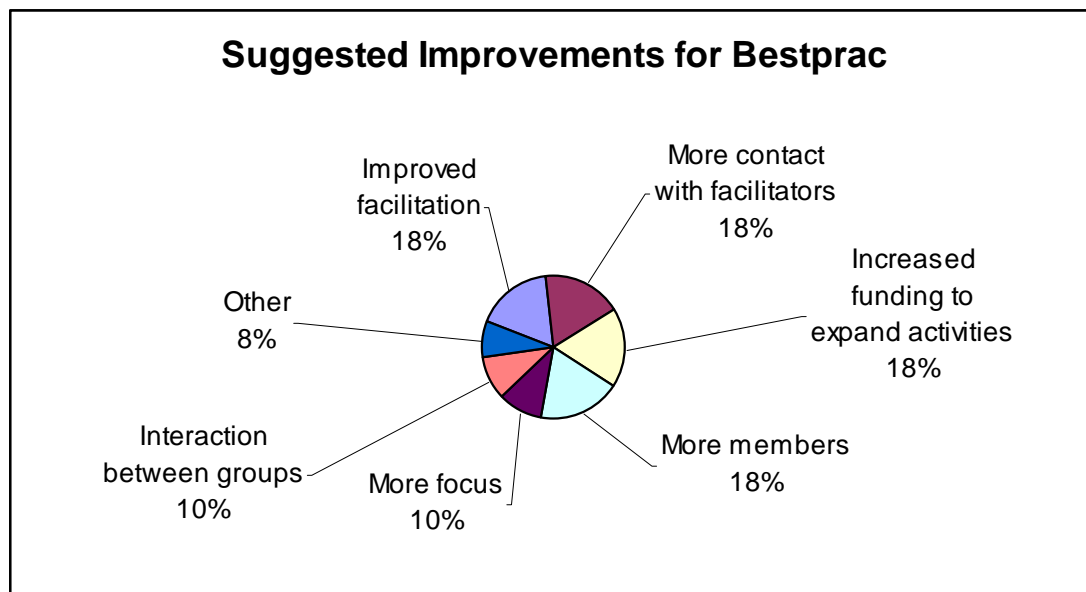 Suggested Improvements for Bestprac
Improved
facilitation
18%
More contact
with facilitators
18%
Increased
funding to
expand activities
18%
Other
8%
More members
18%
Interaction
between groups
10%
More focus
10%